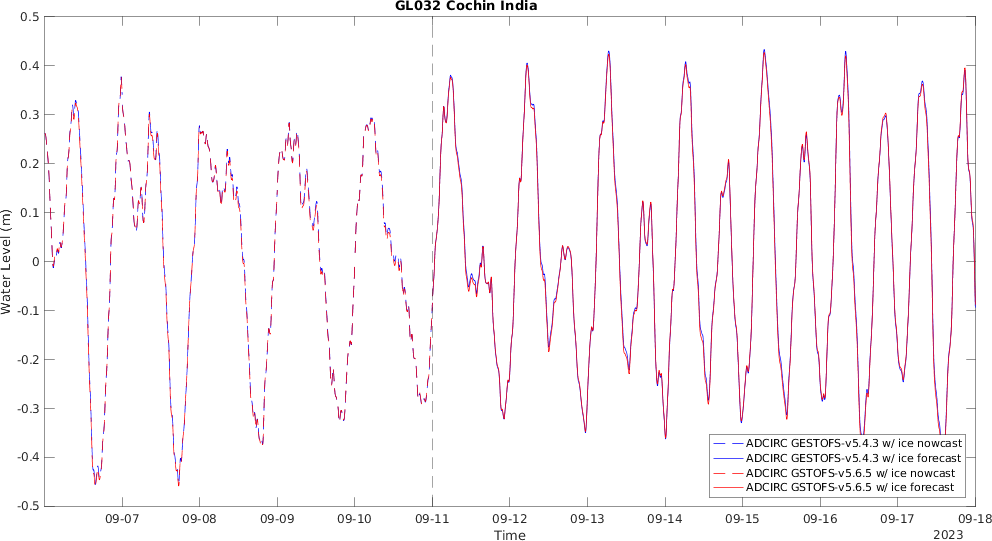 GL032 Cochin India
0.5
0.4
0.3
0.2
0.1
0
-0.1
-0.2
-0.3
-0.4
-0.5
Water Level (m)
ADCIRC GESTOFS-v5.4.3 w/ ice nowcast
ADCIRC GESTOFS-v5.4.3 w/ ice forecast
ADCIRC GSTOFS-v5.6.5 w/ ice nowcast
ADCIRC GSTOFS-v5.6.5 w/ ice forecast
09-07 09-08 09-09 09-10 09-11 09-12 09-13 09-14 09-15 09-16 09-17 09-18
Time
2023